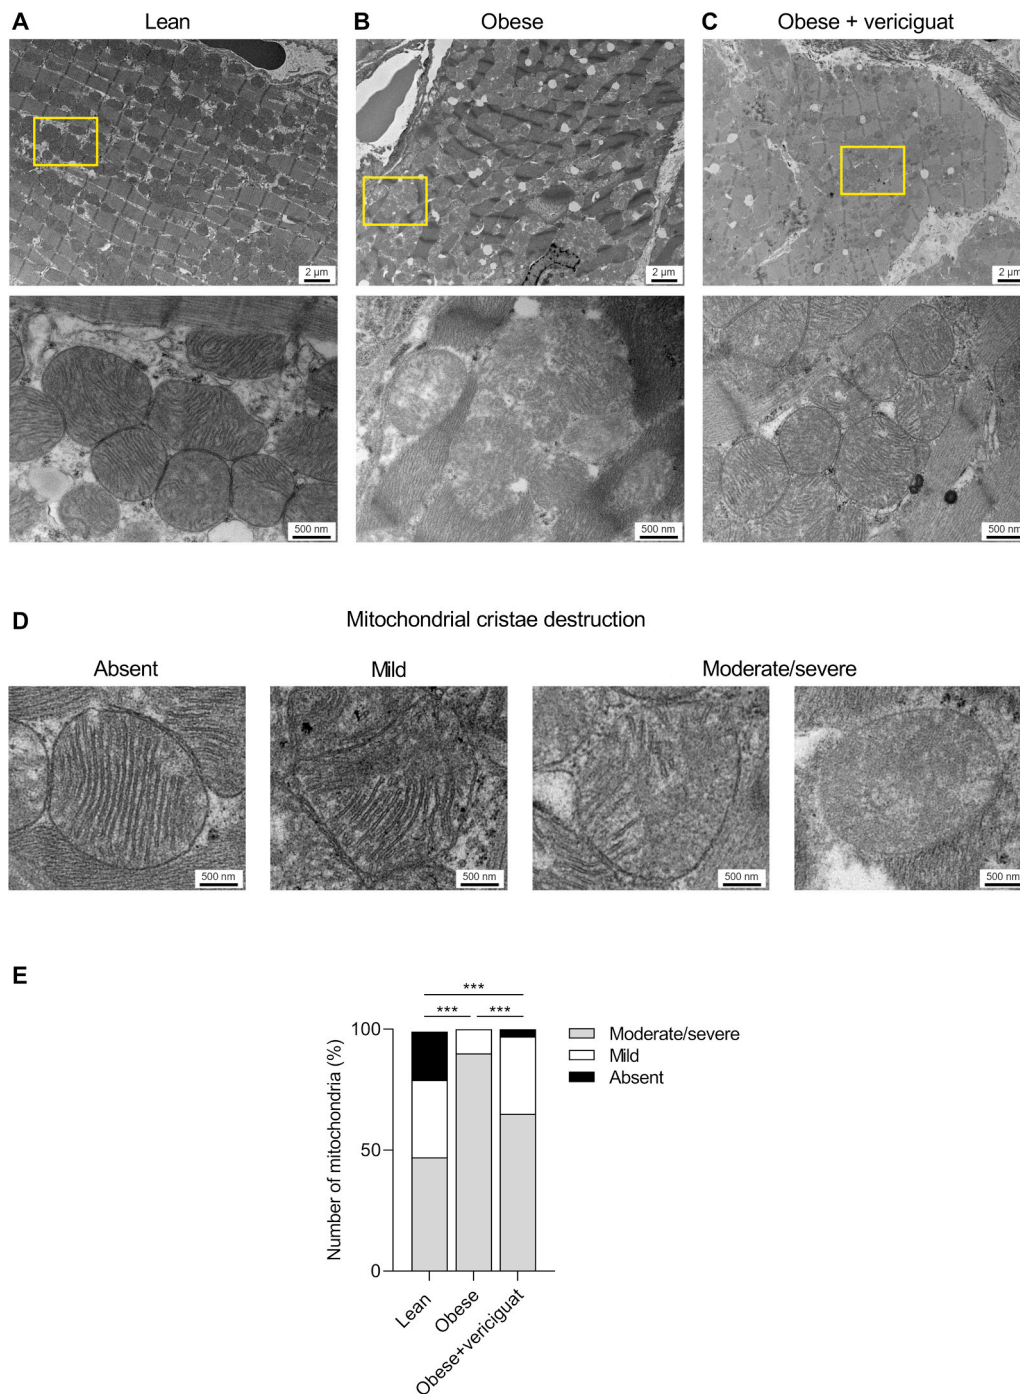 A Lean
B Obese
C Obese + vericiguat
2 µm
2 µm
2 µm
500 nm
500 nm
500 nm
D Mitochondrial cristae destruction
Absent
Mild
Moderate/severe
500 nm
500 nm
500 nm
500 nm
E
***
*** ***
Number of mitochondria (%)
100
50
0
Moderate/severe
Mild
Absent
Lean
Obese
Obese+vericiguat